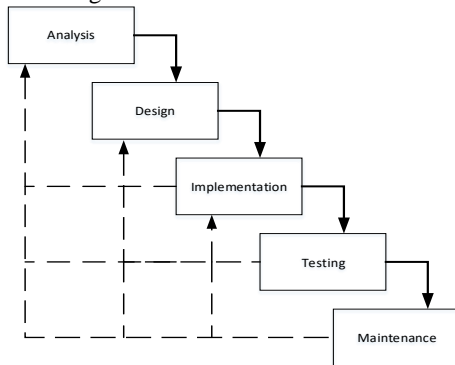 Analysis
Design
Implementation
Testing
Maintenance